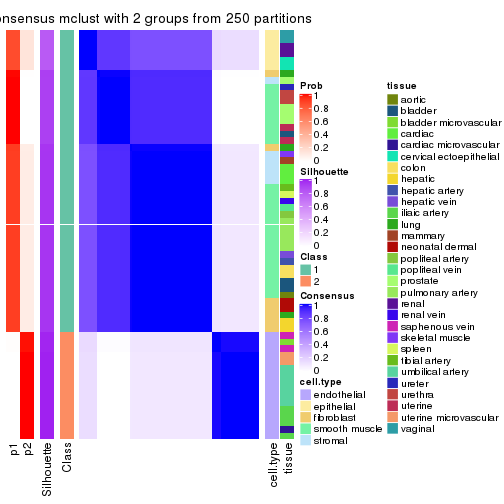 onsensus mclust with 2 groups from 250 partitions
Prob
1
0.8
0.6
0.4
0.2
0
Silhouette
1
0.8
0.6
0.4
0.2
0
Class
1
2
Consensus
1
0.8
0.6
0.4
0.2
0
cell.type
endothelial
epithelial
fibroblast
smooth muscle
stromal
tissue
aortic
bladder
bladder microvascular
cardiac
cardiac microvascular
cervical ectoepithelial
colon
hepatic
hepatic artery
hepatic vein
iliac artery
lung
mammary
neonatal dermal
popliteal artery
popliteal vein
prostate
pulmonary artery
renal
renal vein
saphenous vein
skeletal muscle
spleen
tibial artery
umbilical artery
ureter
urethra
uterine
uterine microvascular
vaginal
p1
p2
Silhouette
Class
cell.type
tissue